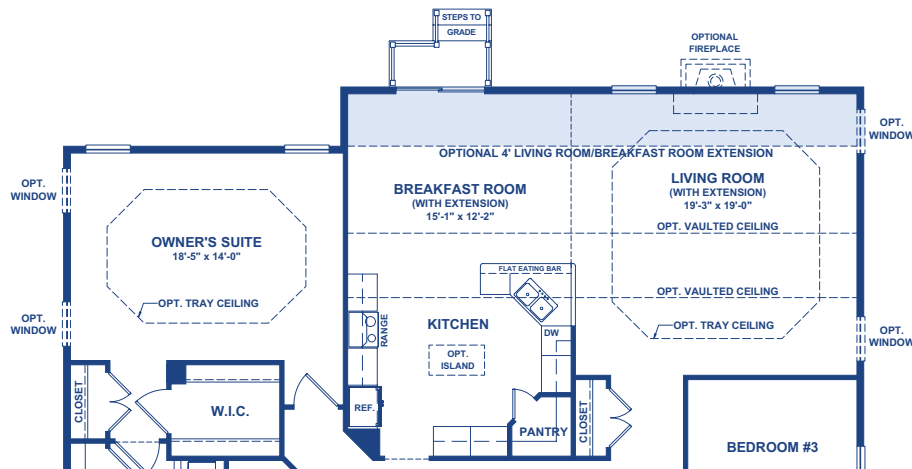 STEPS TO
GRADE
OPTIONAL
FIREPLACE
OPT.
WINDOW
OPTIONAL 4' LIVING ROOM/BREAKFAST ROOM EXTENSION
BREAKFAST ROOM
(WITH EXTENSION)
15'-1" x 12'-2"
LIVING ROOM
(WITH EXTENSION)
19'-3" x 19'-0"
OPT.
WINDOW
OWNER'S SUITE
18'-5" x 14'-0"
OPT. VAULTED CEILING
FLAT EATING BAR
OPT. VAULTED CEILING
OPT. TRAY CEILING
OPT.
WINDOW
RANGE
KITCHEN
DW
OPT. TRAY CEILING
OPT.
WINDOW
OPT.
ISLAND
CLOSET
W.I.C.
REF.
PANTRY
CLOSET
BEDROOM #3